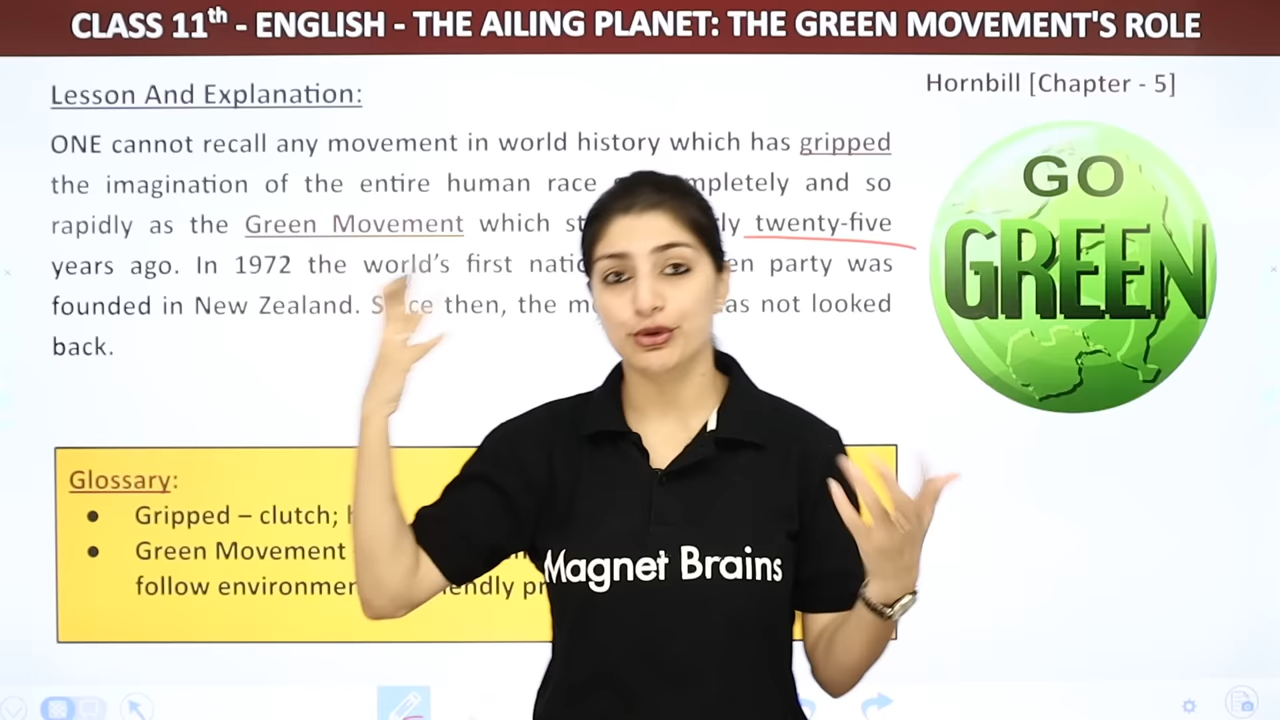 CLASS 11th - ENGLISH - THE AILING PLANET: THE GREEN MOVEMENT'S ROLE
Hornbill [Chapter - 5]
Lesson And Explanation:
ONE cannot recall any movement in world history which has gripped
the imagination of the entire human race and so
rapidly as the Green Movement which twenty-five
years ago. In 1972 the world's first party was
founded in New Zealand. then, the not looked
back.
GO
GREEN
Glossary:
● Gripped – clutch;
● Green Movement
follow
Magnet Brains